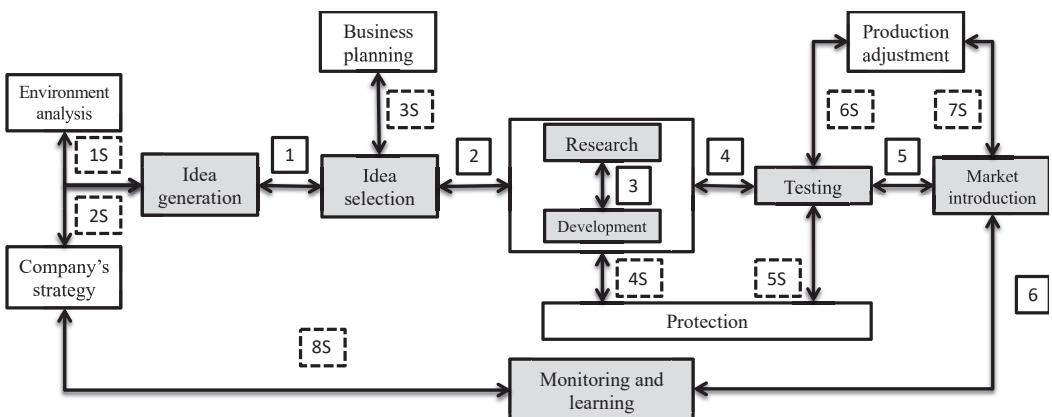 Business
planning
Production
adjustment
Environment
analysis
3S
6S
7S
1S
Idea
generation
1
Idea
selection
2
Research
3
Development
4
Testing
5
Market
introduction
2S
Company's
strategy
4S
5S
6
Protection
8S
Monitoring and
learning